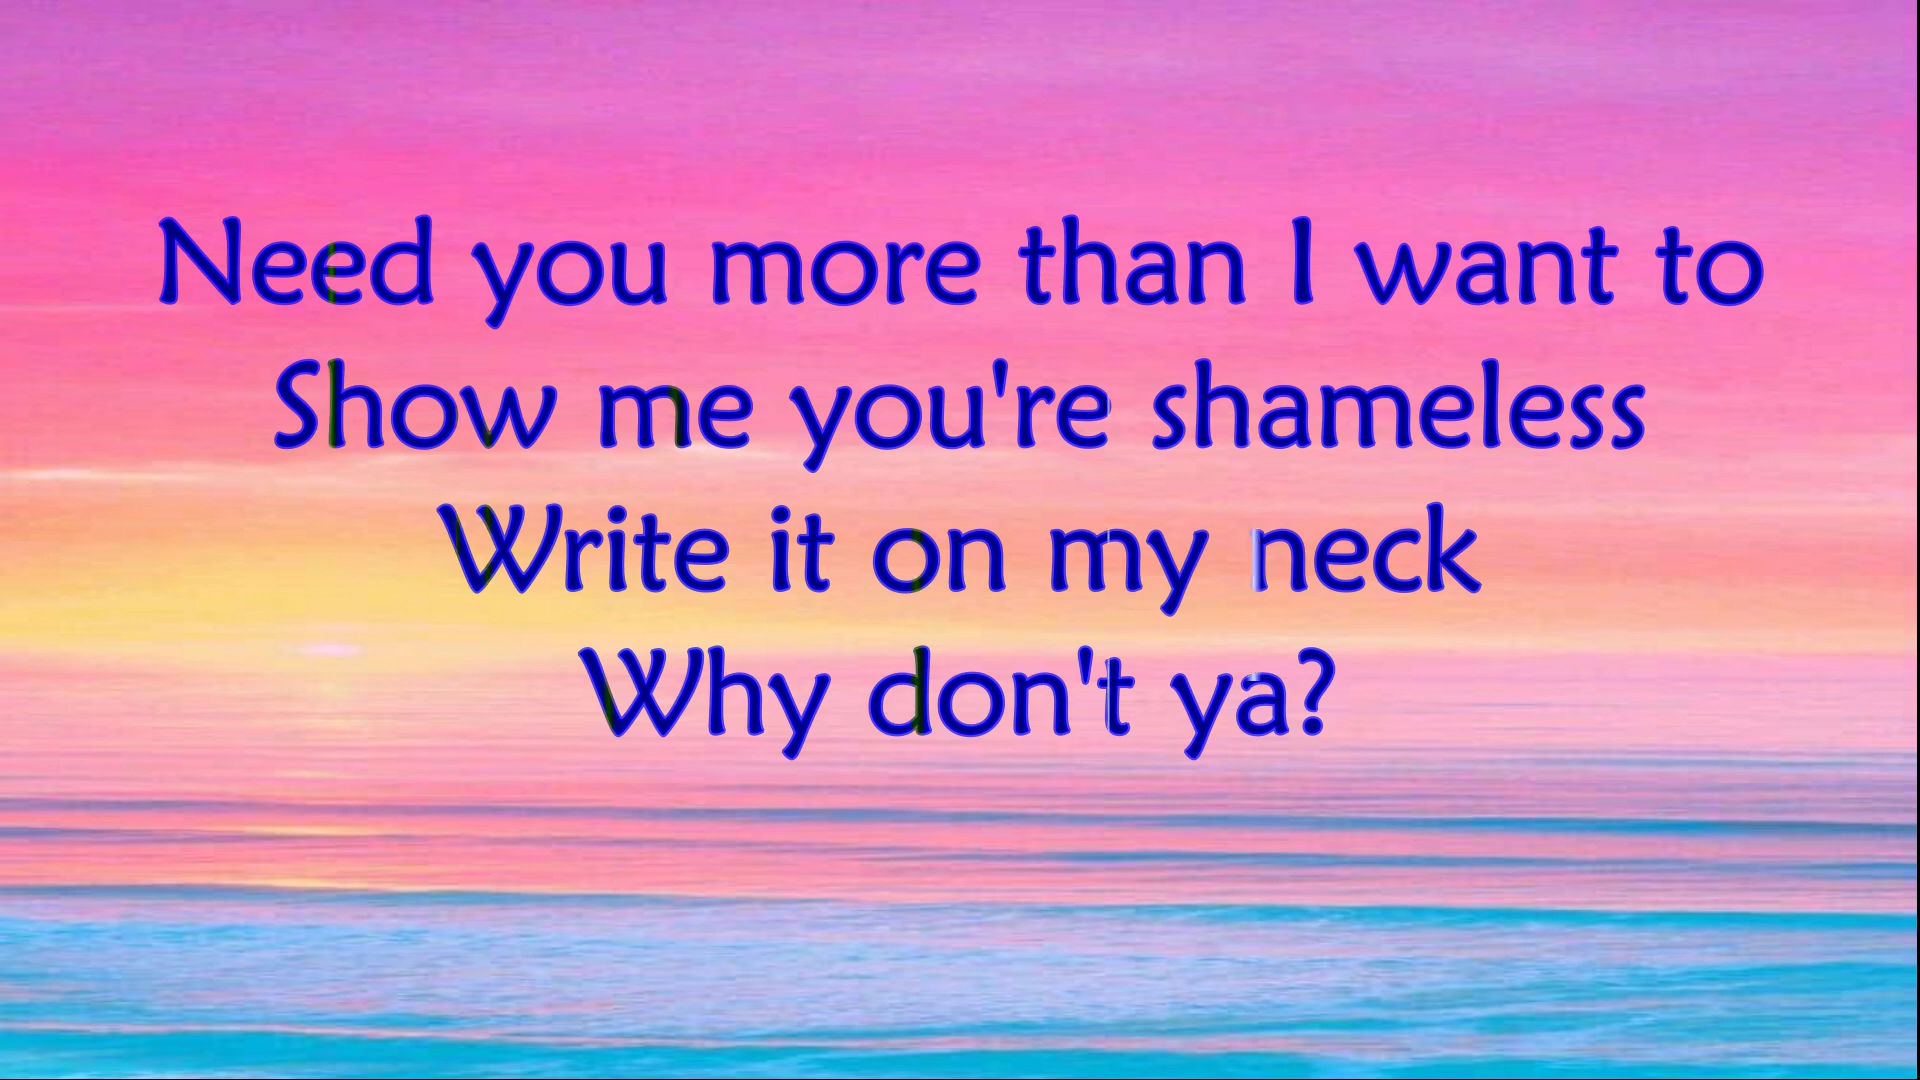 Need you more than I want to
Show me you're shameless
Write it on my neck
Why don't ya?